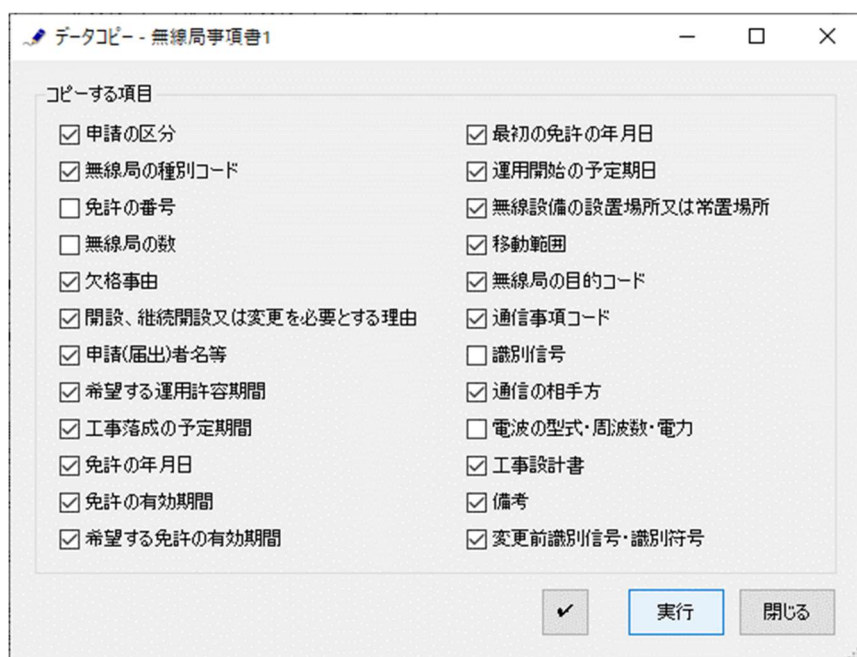 データコピー - 無線局事項書1
コピーする項目
申請の区分
無線局の種別コード
免許の番号
無線局の数
欠格事由
開設、継続開設又は変更を必要とする理由
申請(届出)者名等
希望する運用許容期間
工事落成の予定期間
免許の年月日
免許の有効期間
希望する免許の有効期間
最初の免許の年月日
運用開始の予定期日
無線設備の設置場所又は常置場所
移動範囲
無線局の目的コード
通信事項コード
識別信号
通信の相手方
電波の型式・周波数・電力
工事設計書
備考
変更前識別信号・識別符号
実行
閉じる